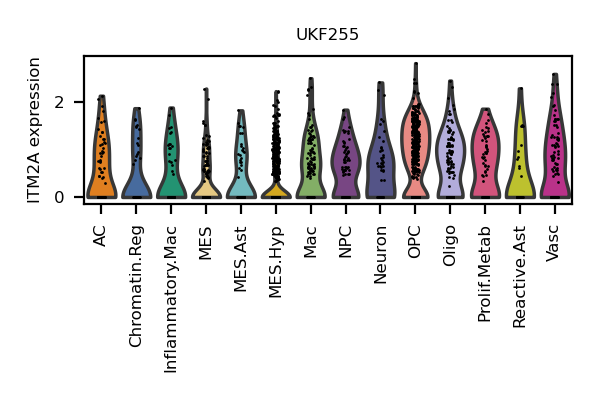 UKF255
ITM2A expression
2
0
AC
Chromatin.Reg
Inflammatory.Mac
MES
MES.Ast
MES.Hyp
Mac
NPC
Neuron
OPC
Oligo
Prolif.Metab
Reactive.Ast
Vasc